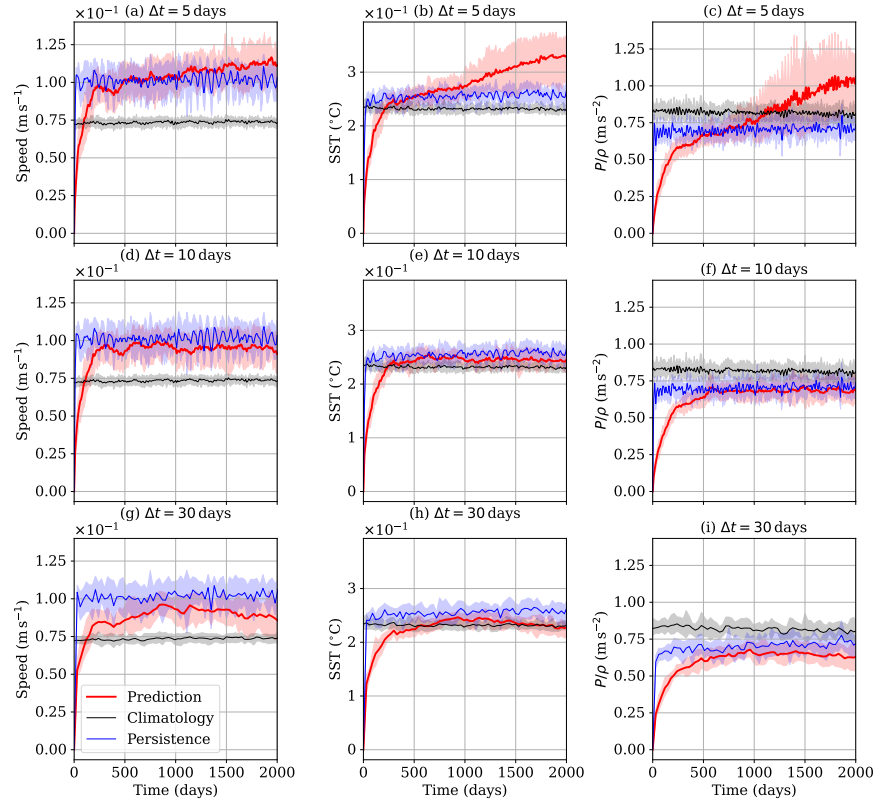 ×10⁻¹ (a) Δt = 5 days
1.25
1.00
0.75
0.50
0.25
0.00
Speed (m s⁻¹)
×10⁻¹ (b) Δt = 5 days
3
2
1
0
SST (°C)
(c) Δt = 5 days
1.25
1.00
0.75
0.50
0.25
0.00
P/ρ (m s⁻²)
(d) Δt = 10 days
×10⁻¹
1.25
1.00
0.75
0.50
0.25
0.00
Speed (m s⁻¹)
(e) Δt = 10 days
×10⁻¹
3
2
1
0
SST (°C)
(f) Δt = 10 days
1.25
1.00
0.75
0.50
0.25
0.00
P/ρ (m s⁻²)
(g) Δt = 30 days
×10⁻¹
1.25
1.00
0.75
0.50
0.25
0.00
Speed (m s⁻¹)
Prediction
Climatology
Persistence
0 500 1000 1500 2000
Time (days)
(h) Δt = 30 days
×10⁻¹
3
2
1
0
SST (°C)
0 500 1000 1500 2000
Time (days)
(i) Δt = 30 days
1.25
1.00
0.75
0.50
0.25
0.00
P/ρ (m s⁻²)
0 500 1000 1500 2000
Time (days)